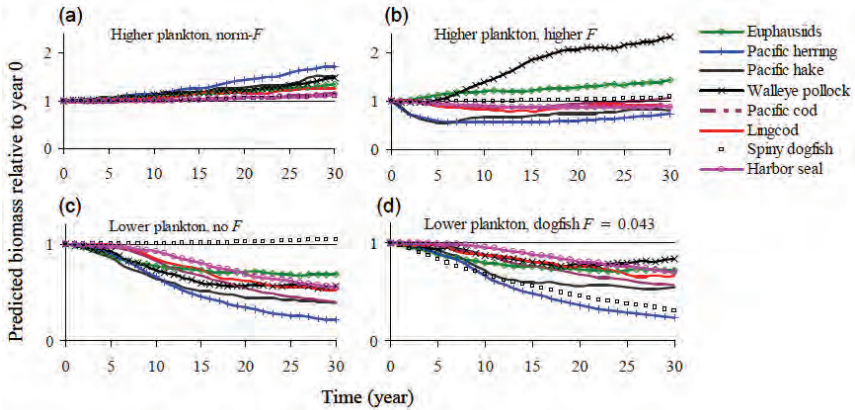 (a)
Higher plankton, norm-F
2
1
0
0 5 10 15 20 25 30
(b)
Higher plankton, higher F
2
1
0
0 5 10 15 20 25 30
Euphausiids
Pacific herring
Pacific hake
Walleye pollock
Pacific cod
Lingcod
Spiny dogfish
Harbor seal
Predicted biomass relative to year 0
(c)
Lower plankton, no F
1
0
0 5 10 15 20 25 30
(d)
Lower plankton, dogfish F = 0.043
1
0
0 5 10 15 20 25 30
Time (year)